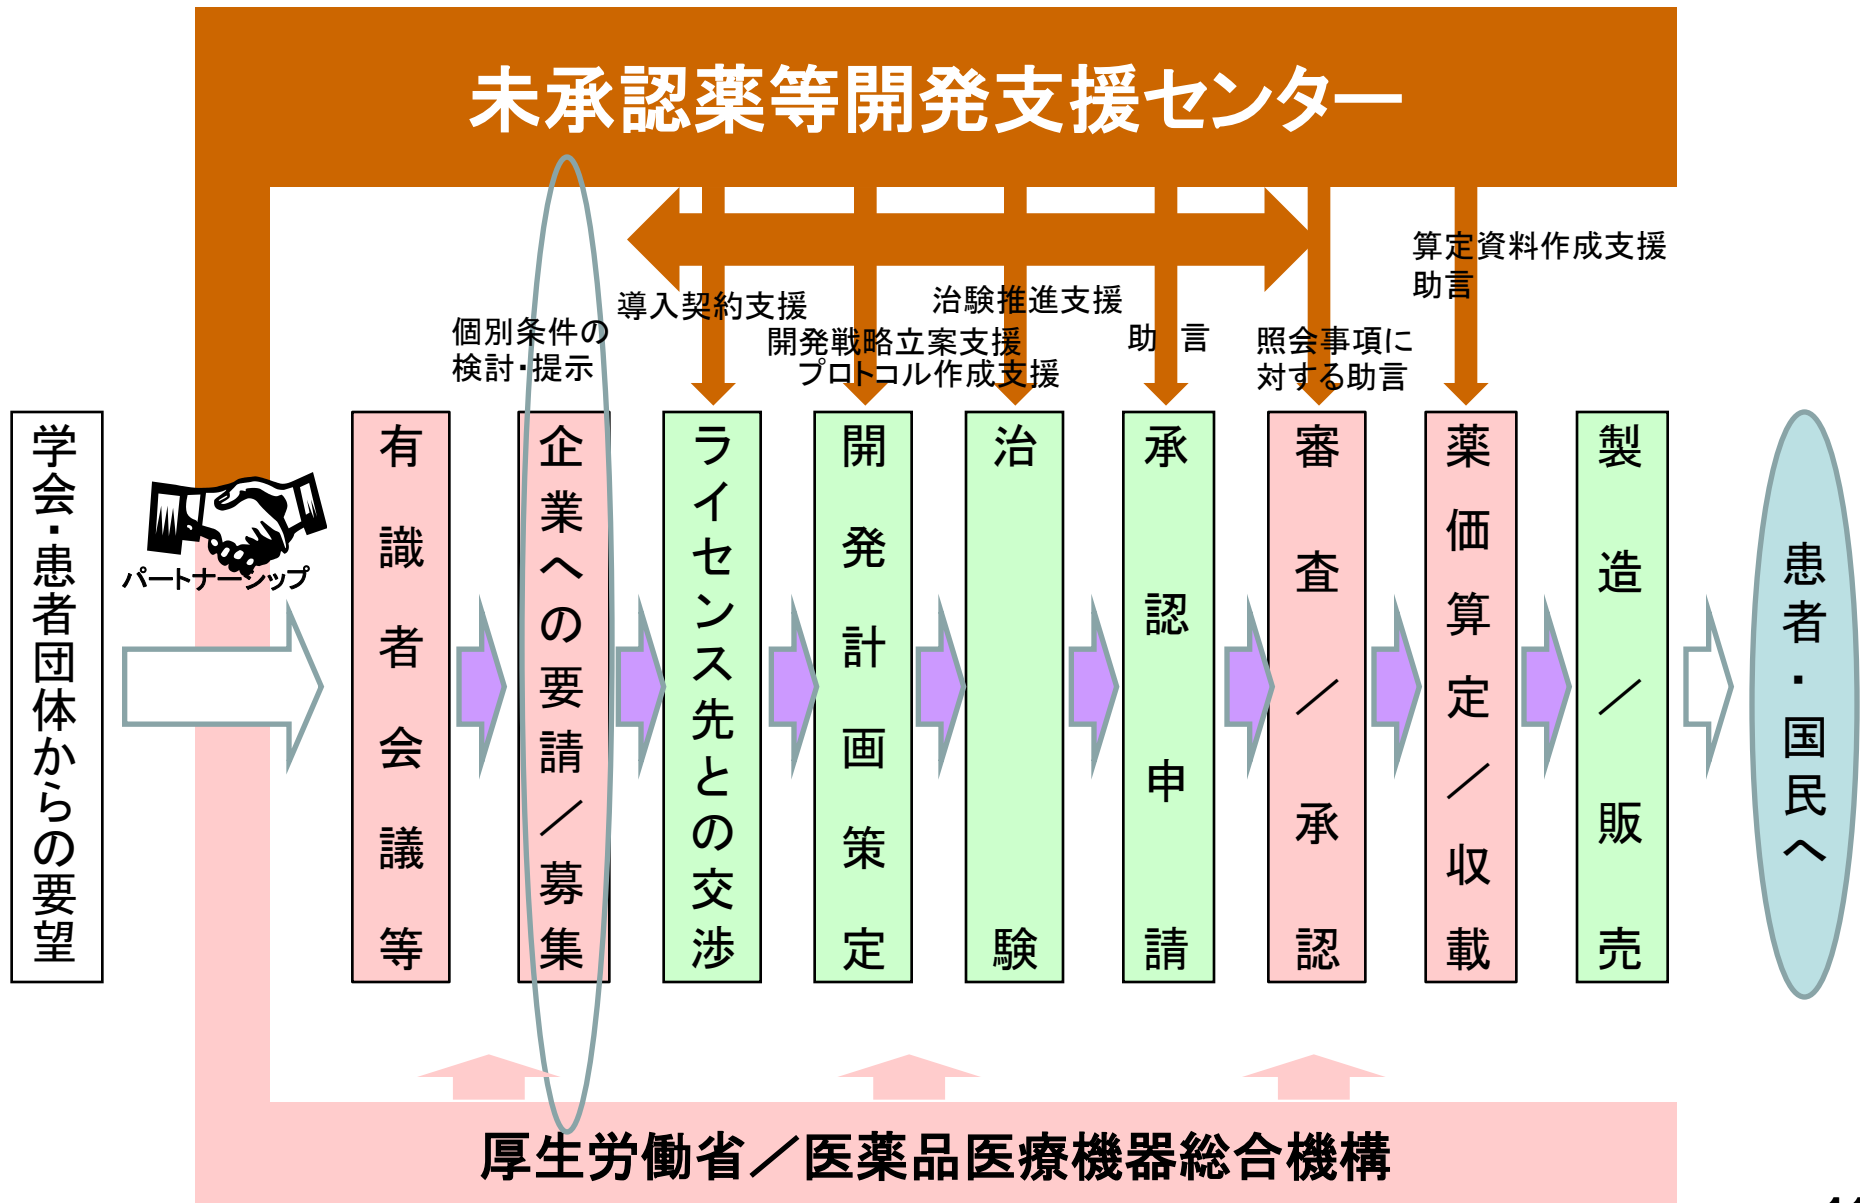 未承認薬等開発支援センター
算定資料作成支援
助言
導入契約支援
治験推進支援
個別条件の
検討・提示
開発戦略立案支援
プロトコル作成支援
助　言
照会事項に
対する助言
学会・患者団体からの要望
パートナーシップ
有識者会議等
企業への要請／募集
ライセンス先との交渉
開発計画策定
治験
承認申請
審査／承認
薬価算定／収載
製造／販売
患者・国民へ
厚生労働省／医薬品医療機器総合機構